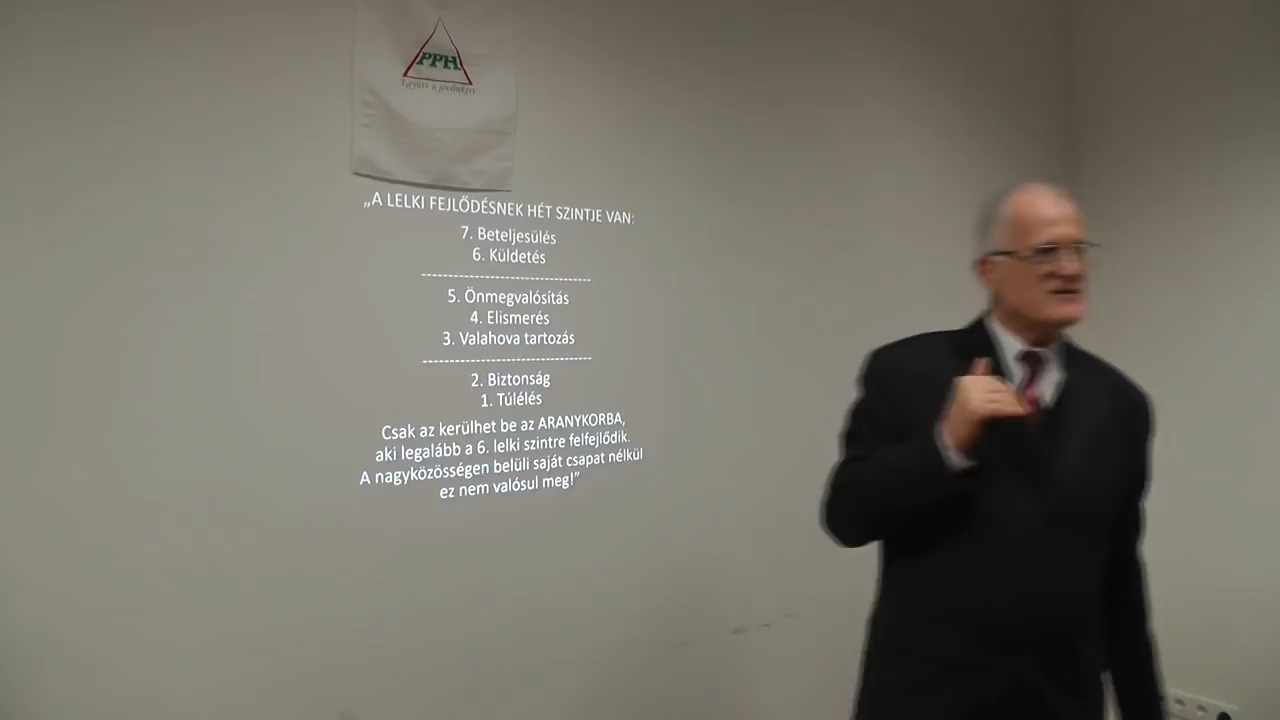 PPH
Együtt a jövőnkért
„A LELKI FEJLŐDÉSNEK HÉT SZINTJE VAN:
7. Beteljesülés
6. Küldetés
----------------------------------
5. Önmegvalósítás
4. Elismerés
3. Valahova tartozás
----------------------------------
2. Biztonság
1. Túlélés
Csak az kerülhet be az ARANYKORBA,
aki legalább a 6. lelki szintre felfejlődik.
A nagyközösségen belüli saját csapat nélkül
ez nem valósul meg!”